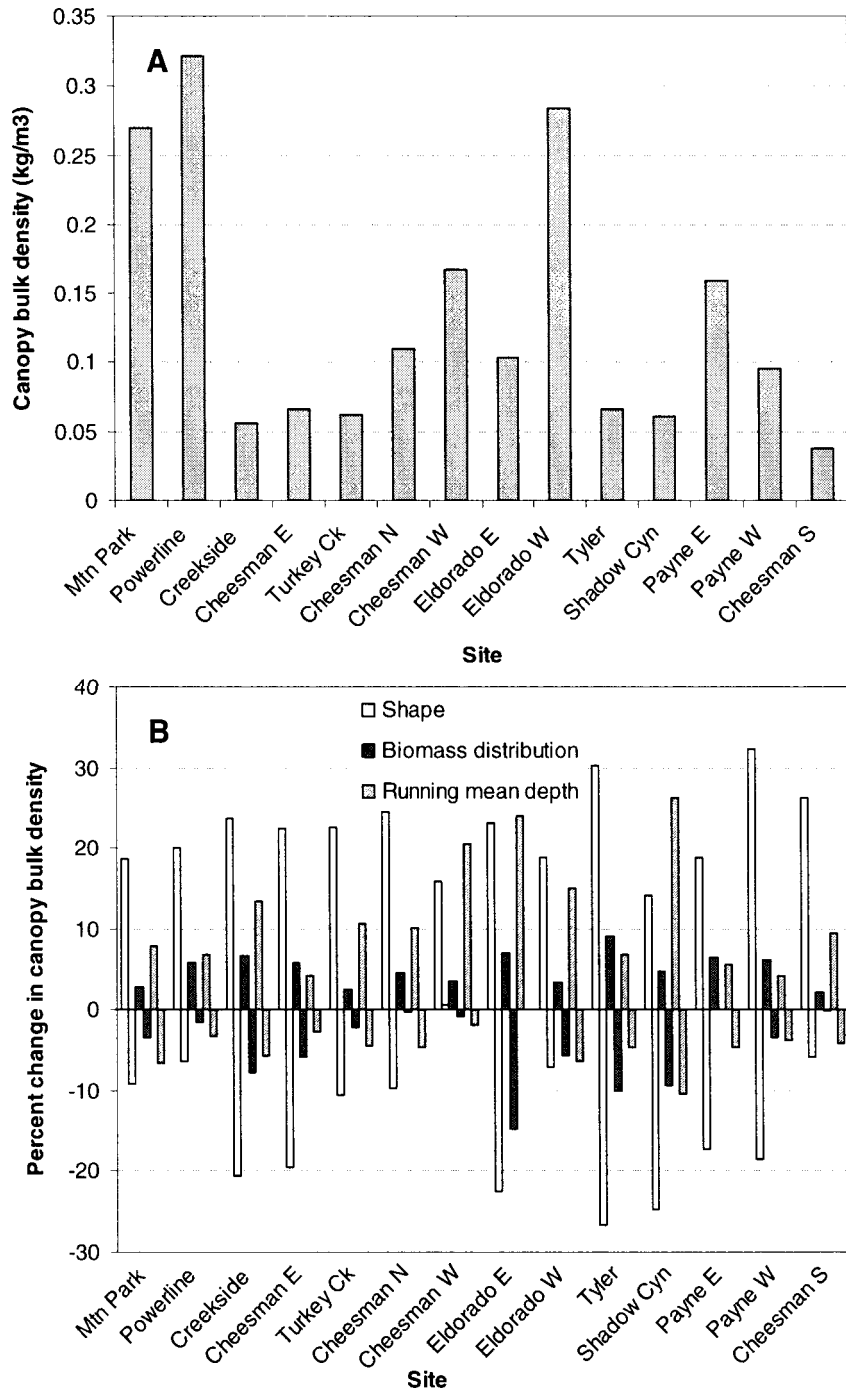 A
Canopy bulk density (kg/m3)
0.35
0.3
0.25
0.2
0.15
0.1
0.05
0
Mtn Park
Powerline
Creekside
Cheesman E
Turkey Ck
Cheesman N
Cheesman W
Eldorado E
Eldorado W
Tyler
Shadow Cyn
Payne E
Payne W
Cheesman S
Site
B
Shape
Biomass distribution
Running mean depth
Percent change in canopy bulk density
40
30
20
10
0
-10
-20
-30
Mtn Park
Powerline
Creekside
Cheesman E
Turkey Ck
Cheesman N
Cheesman W
Eldorado E
Eldorado W
Tyler
Shadow Cyn
Payne E
Payne W
Cheesman S
Site